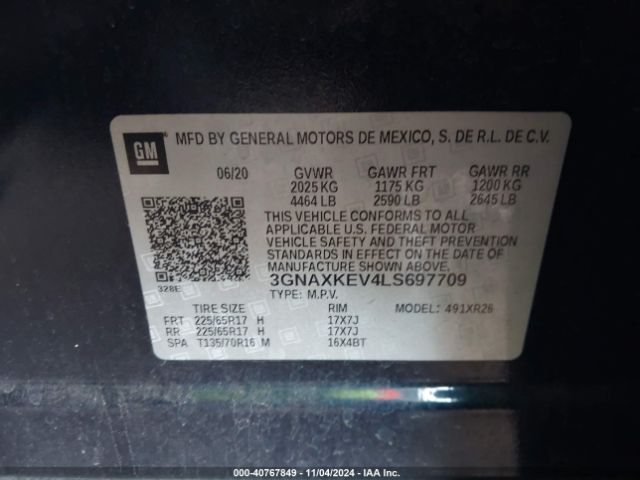 GM
MFD BY GENERAL MOTORS DE MEXICO, S. DE R.L. DE C.V.
06/20 GVWR GAWR FRT GAWR RR
2025 KG 1175 KG 1200 KG
4464 LB 2590 LB 2645 LB
THIS VEHICLE CONFORMS TO ALL
APPLICABLE U.S. FEDERAL MOTOR
VEHICLE SAFETY AND THEFT PREVENTION
STANDARDS IN EFFECT ON THE DATE OF
MANUFACTURE SHOWN ABOVE.
328E 3GNAXKEV4LS697709
TYPE: M.P.V. MODEL: 491XR26
TIRE SIZE RIM
FRT 225/65R17 H 17X7J
RR 225/65R17 H 17X7J
SPA T135/70R16 M 16X4BT
000-40767849 — 11/04/2024 — IAA Inc.